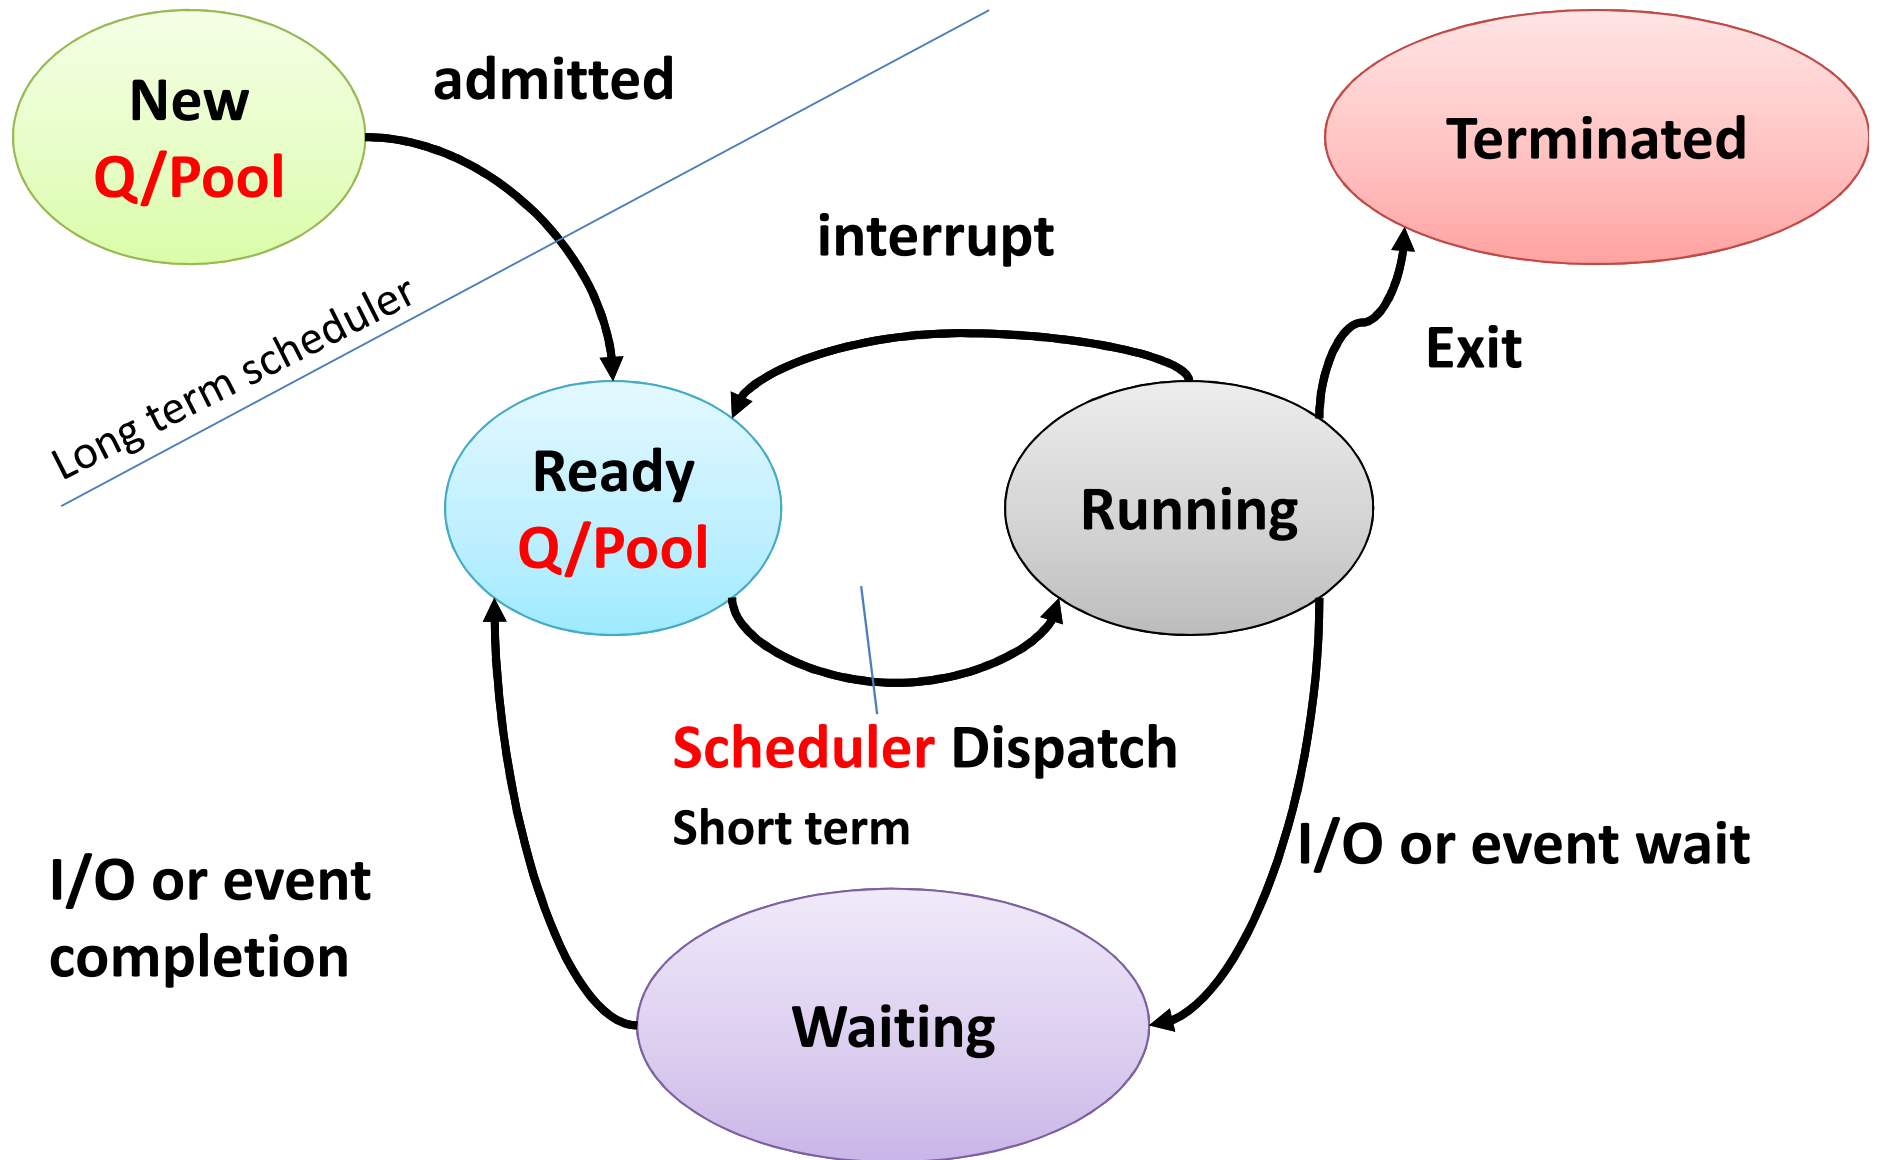 New
Q/Pool
admitted
Terminated
interrupt
Long term scheduler
Exit
Ready
Q/Pool
Running
Scheduler Dispatch
Short term
I/O or event wait
I/O or event
completion
Waiting